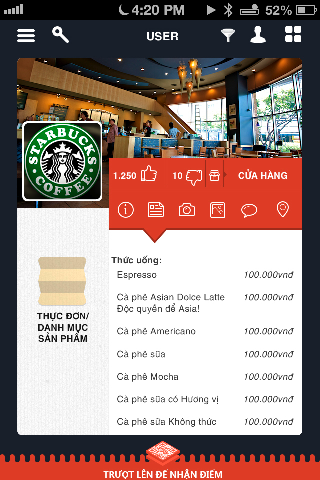 4:20 PM
52%
USER
STARBUCKS
COFFEE
1.250
10
CỬA HÀNG
Thức uống:
Espresso 100.000vnđ
Cà phê Asian Dolce Latte 100.000vnđ
Độc quyền để Asia!
Cà phê Americano 100.000vnđ
Cà phê sữa 100.000vnđ
Cà phê Mocha 100.000vnđ
Cà phê sữa có Hương vị 100.000vnđ
Cà phê sữa Không thức 100.000vnđ
THỰC ĐƠN/
DANH MỤC
SẢN PHẨM
TRƯỢT LÊN ĐỂ NHẬN ĐIỂM